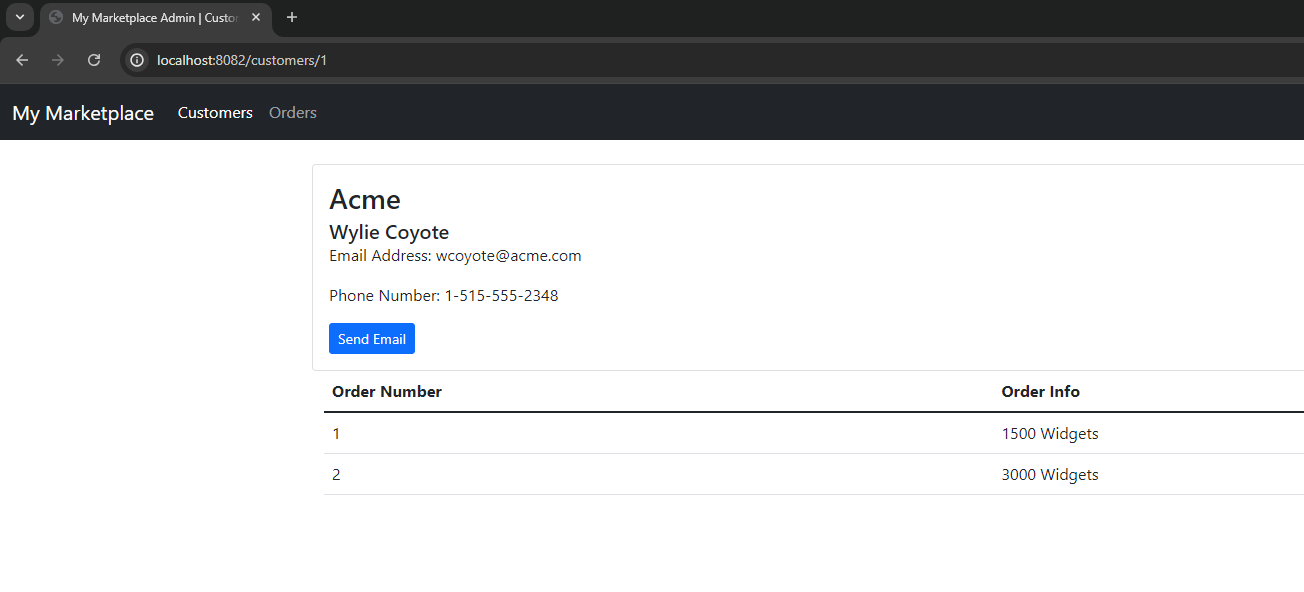 My Marketplace Admin | Custo
localhost:8082/customers/1
My Marketplace Customers Orders
Acme
Wylie Coyote
Email Address: wcoyote@acme.com
Phone Number: 1-515-555-2348
Send Email
Order Number Order Info
1 1500 Widgets
2 3000 Widgets